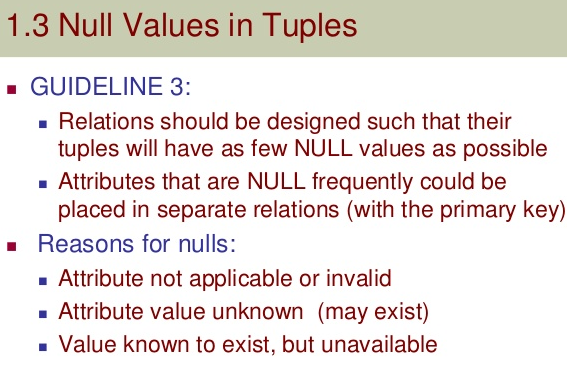 1.3 Null Values in Tuples
GUIDELINE 3:
Relations should be designed such that their
tuples will have as few NULL values as possible
Attributes that are NULL frequently could be
placed in separate relations (with the primary key)
Reasons for nulls:
Attribute not applicable or invalid
Attribute value unknown (may exist)
Value known to exist, but unavailable